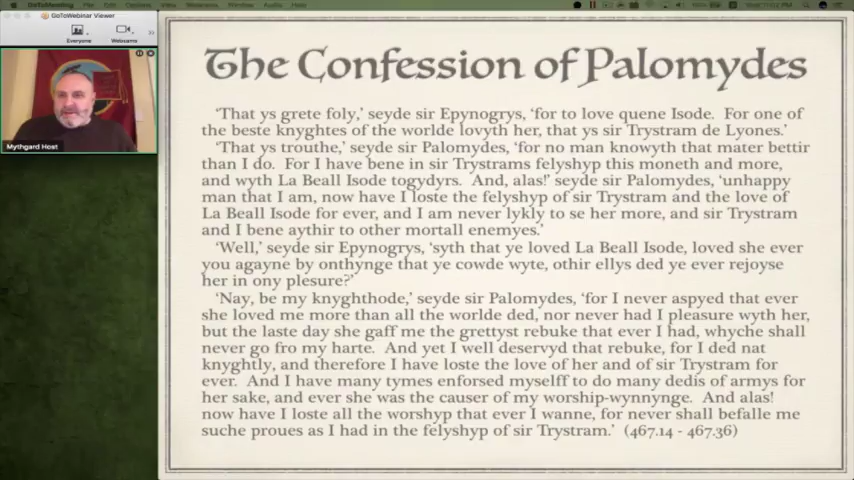 GoToMeeting File Edit Options View Webinars Window Audio Help
GoToWebinar Viewer
Everyone
Webcams
Mythgard Host
The Confession of Palomydes
‘That ys grete foly,’ seyde sir Epynogrys, ‘for to love quene Isode. For one of
the beste knyghtes of the worlde lovyth her, that ys sir Trystram de Lyones.’
‘That ys trouthe,’ seyde sir Palomydes, ‘for no man knowyth that mater bettir
than I do. For I have bene in sir Trystrams felyshyp this moneth and more,
and wyth La Beall Isode togydyrs. And, alas!’ seyde sir Palomydes, ‘unhappy
man that I am, now have I loste the felyshyp of sir Trystram and the love of
La Beall Isode for ever, and I am never lykly to se her more, and sir Trystram
and I bene aythir to other mortall enemyes.’
‘Well,’ seyde sir Epynogrys, ‘syth that ye loved La Beall Isode, loved she ever
you agayne by onthynge that ye cowde wyte, othir ellys ded ye ever rejoyse
her in ony plesure?’
‘Nay, be my knyghthode,’ seyde sir Palomydes, ‘for I never aspyed that ever
she loved me more than all the worlde ded, nor never had I pleasure wyth her,
but the laste day she gaff me the grettyst rebuke that ever I had, whyche shall
never go fro my harte. And yet I well deservyd that rebuke, for I ded nat
knyghtly, and therefore I have loste the love of her and of sir Trystram for
ever. And I have many tymes enforsed myselff to do many dedis of armys for
her sake, and ever she was the causer of my worship-wynnynge. And alas!
now have I loste all the worshyp that ever I wanne, for never shall befalle me
suche proues as I had in the felyshyp of sir Trystram.’ (467.14 - 467.36)